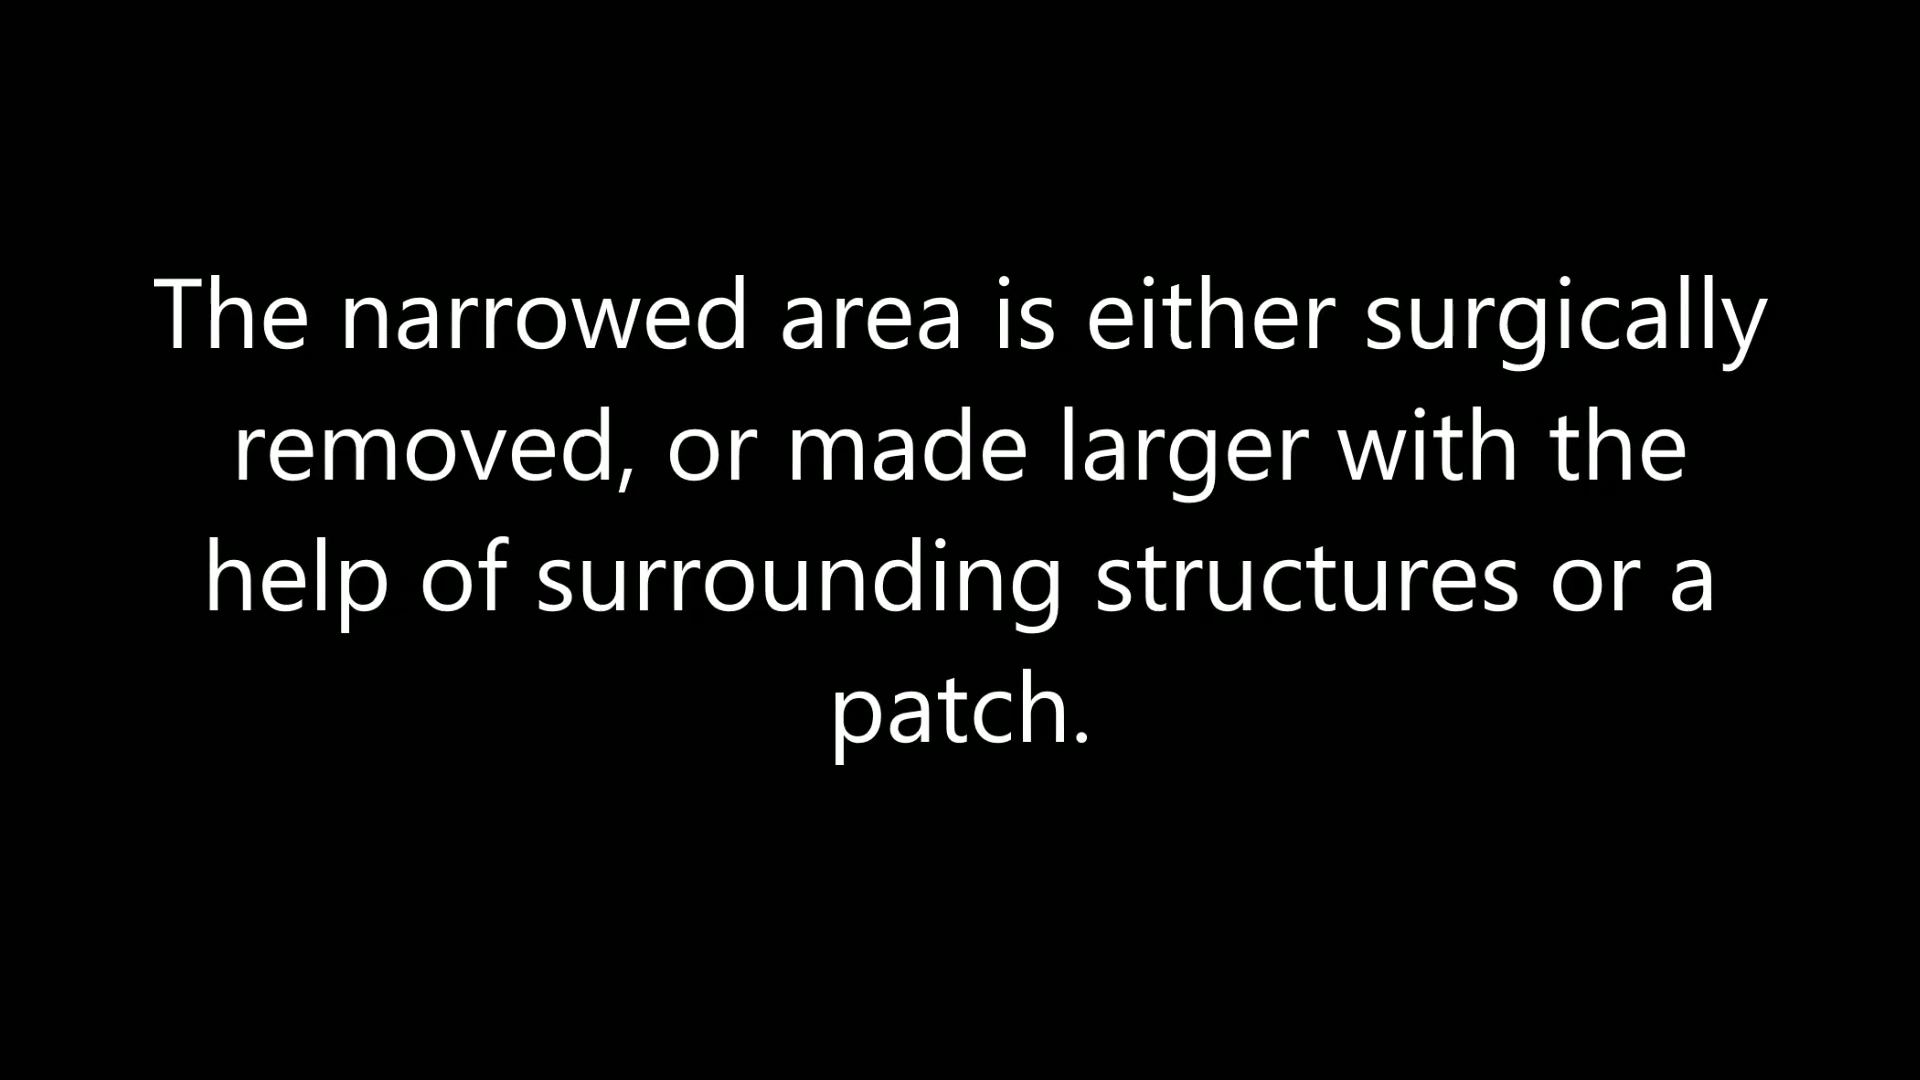 The narrowed area is either surgically
removed, or made larger with the
help of surrounding structures or a
patch.